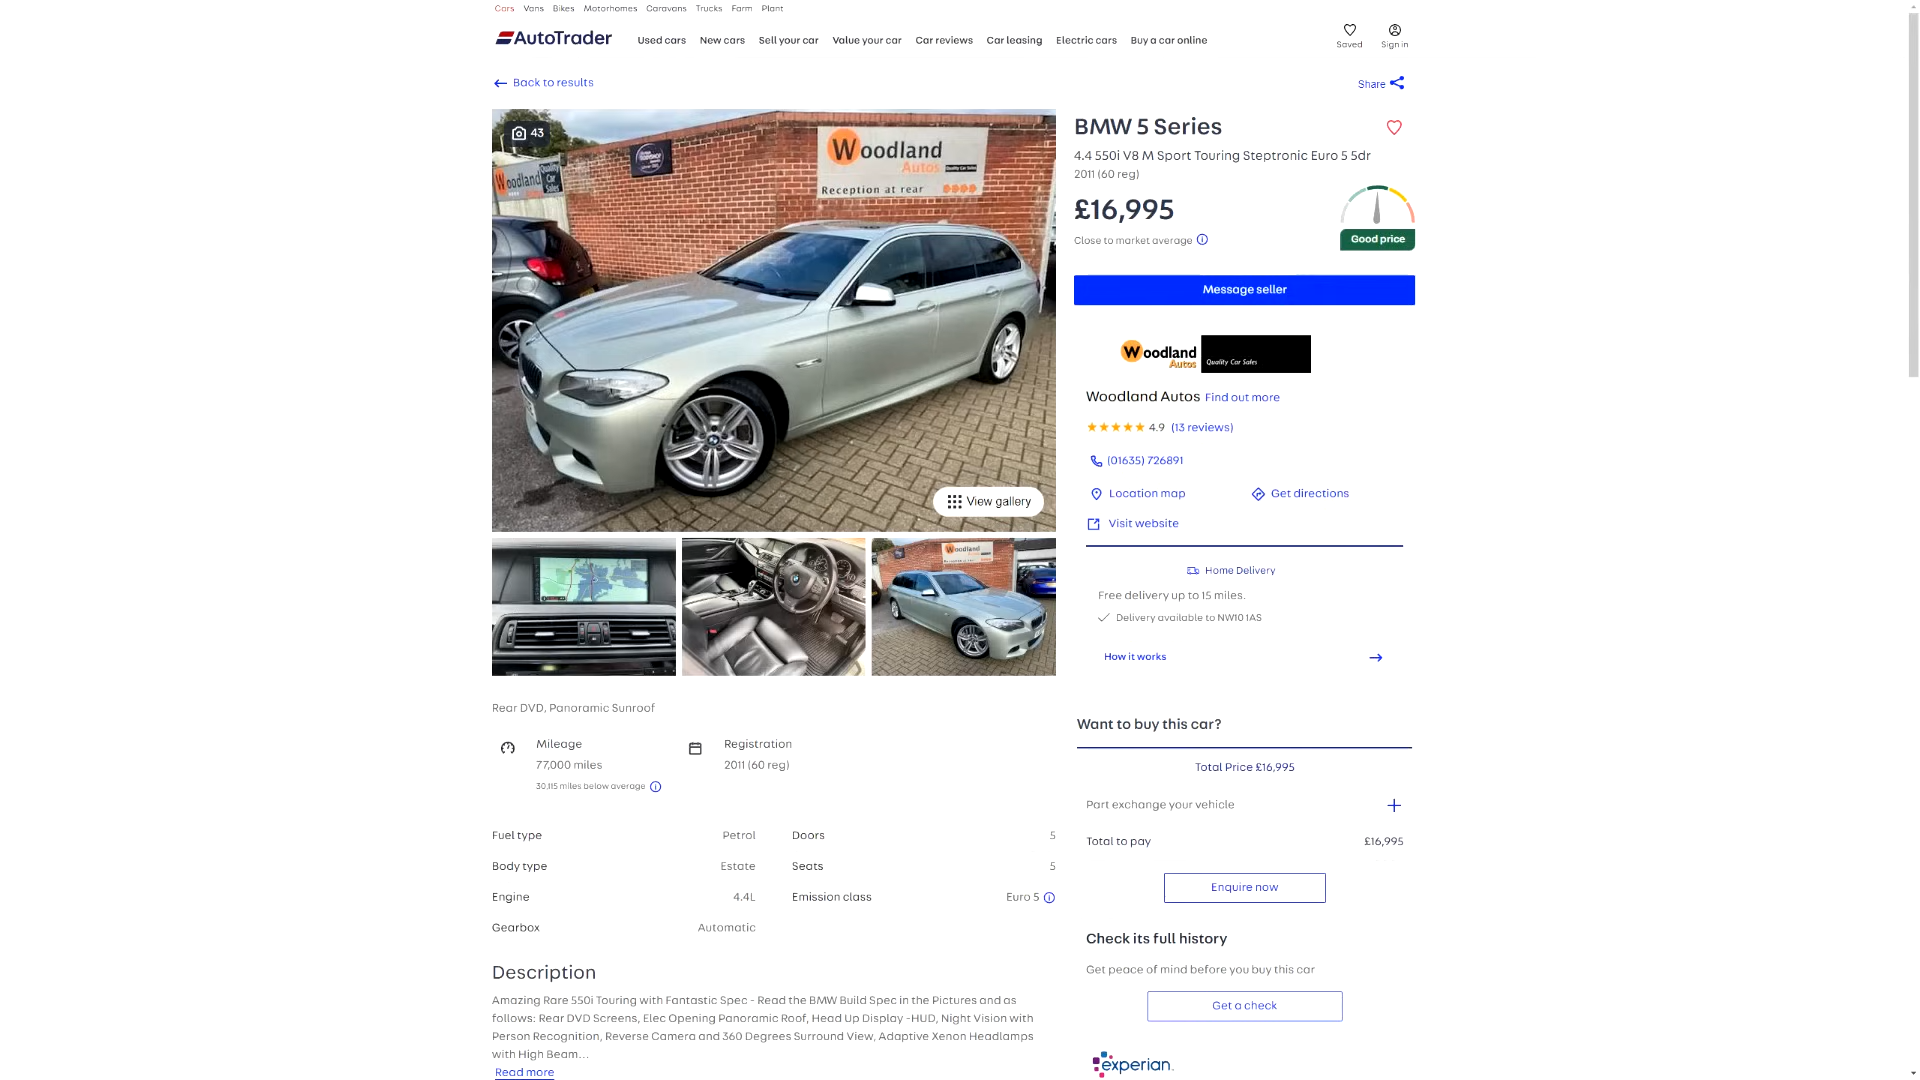 Cars Vans Bikes Motorhomes Caravans Trucks Farm Plant
AutoTrader Used cars New cars Sell your car Value your car Car reviews Car leasing Electric cars Buy a car online Saved Sign in
Back to results Share
43
Woodland
Autos Quality Car Sales
Reception at rear
Woodland
Autos
Quality Car Sales
View gallery
BMW 5 Series
4.4 550i V8 M Sport Touring Steptronic Euro 5 5dr
2011 (60 reg)
£16,995
Close to market average
Good price
Message seller
Woodland Autos Quality Car Sales
Woodland Autos Find out more
4.9 (13 reviews)
(01635) 726891
Location map Get directions
Visit website
Home Delivery
Free delivery up to 15 miles.
Delivery available to NW10 1AS
How it works
Woodland
Rear DVD, Panoramic Sunroof
Mileage Registration
77,000 miles 2011 (60 reg)
30,115 miles below average
Fuel type Petrol Doors 5
Body type Estate Seats 5
Engine 4.4L Emission class Euro 5
Gearbox Automatic
Description
Amazing Rare 550i Touring with Fantastic Spec - Read the BMW Build Spec in the Pictures and as
follows: Rear DVD Screens, Elec Opening Panoramic Roof, Head Up Display -HUD, Night Vision with
Person Recognition, Reverse Camera and 360 Degrees Surround View, Adaptive Xenon Headlamps
with High Beam...
Read more
Want to buy this car?
Total Price £16,995
Part exchange your vehicle
Total to pay £16,995
Enquire now
Check its full history
Get peace of mind before you buy this car
Get a check
experian.